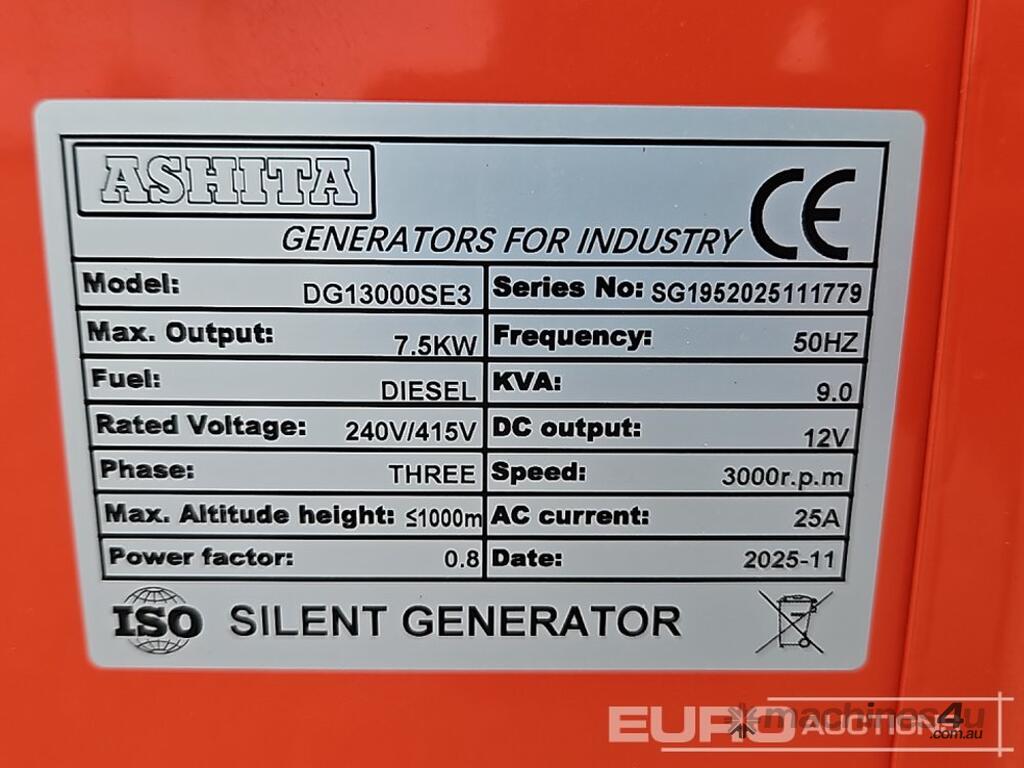 ASHITA
CE
GENERATORS FOR INDUSTRY
Model: DG13000SE3 Series No: SG1952025111779
Max. Output: 7.5KW Frequency: 50HZ
Fuel: DIESEL KVA: 9.0
Rated Voltage: 240V/415V DC output: 12V
Phase: THREE Speed: 3000r.p.m
Max. Altitude height: ≤1000m AC current: 25A
Power factor: 0.8 Date: 2025-11
ISO SILENT GENERATOR
EURO AUCTIONS
machines4u
.com.au